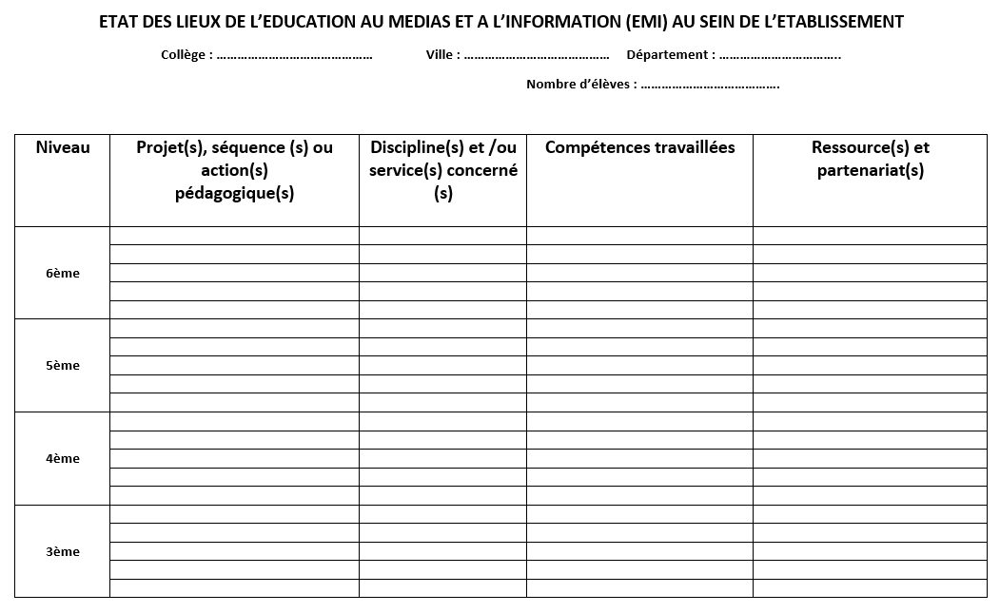 ETAT DES LIEUX DE L’EDUCATION AU MEDIAS ET A L’INFORMATION (EMI) AU SEIN DE L’ETABLISSEMENT
Collège : ……………………………………… Ville : …………………………………… Département : ……………………………..
Nombre d’élèves : ………………………………….
Niveau
Projet(s), séquence (s) ou
action(s)
pédagogique(s)
Discipline(s) et /ou
service(s) concerné
(s)
Compétences travaillées
Ressource(s) et
partenariat(s)
6ème
5ème
4ème
3ème